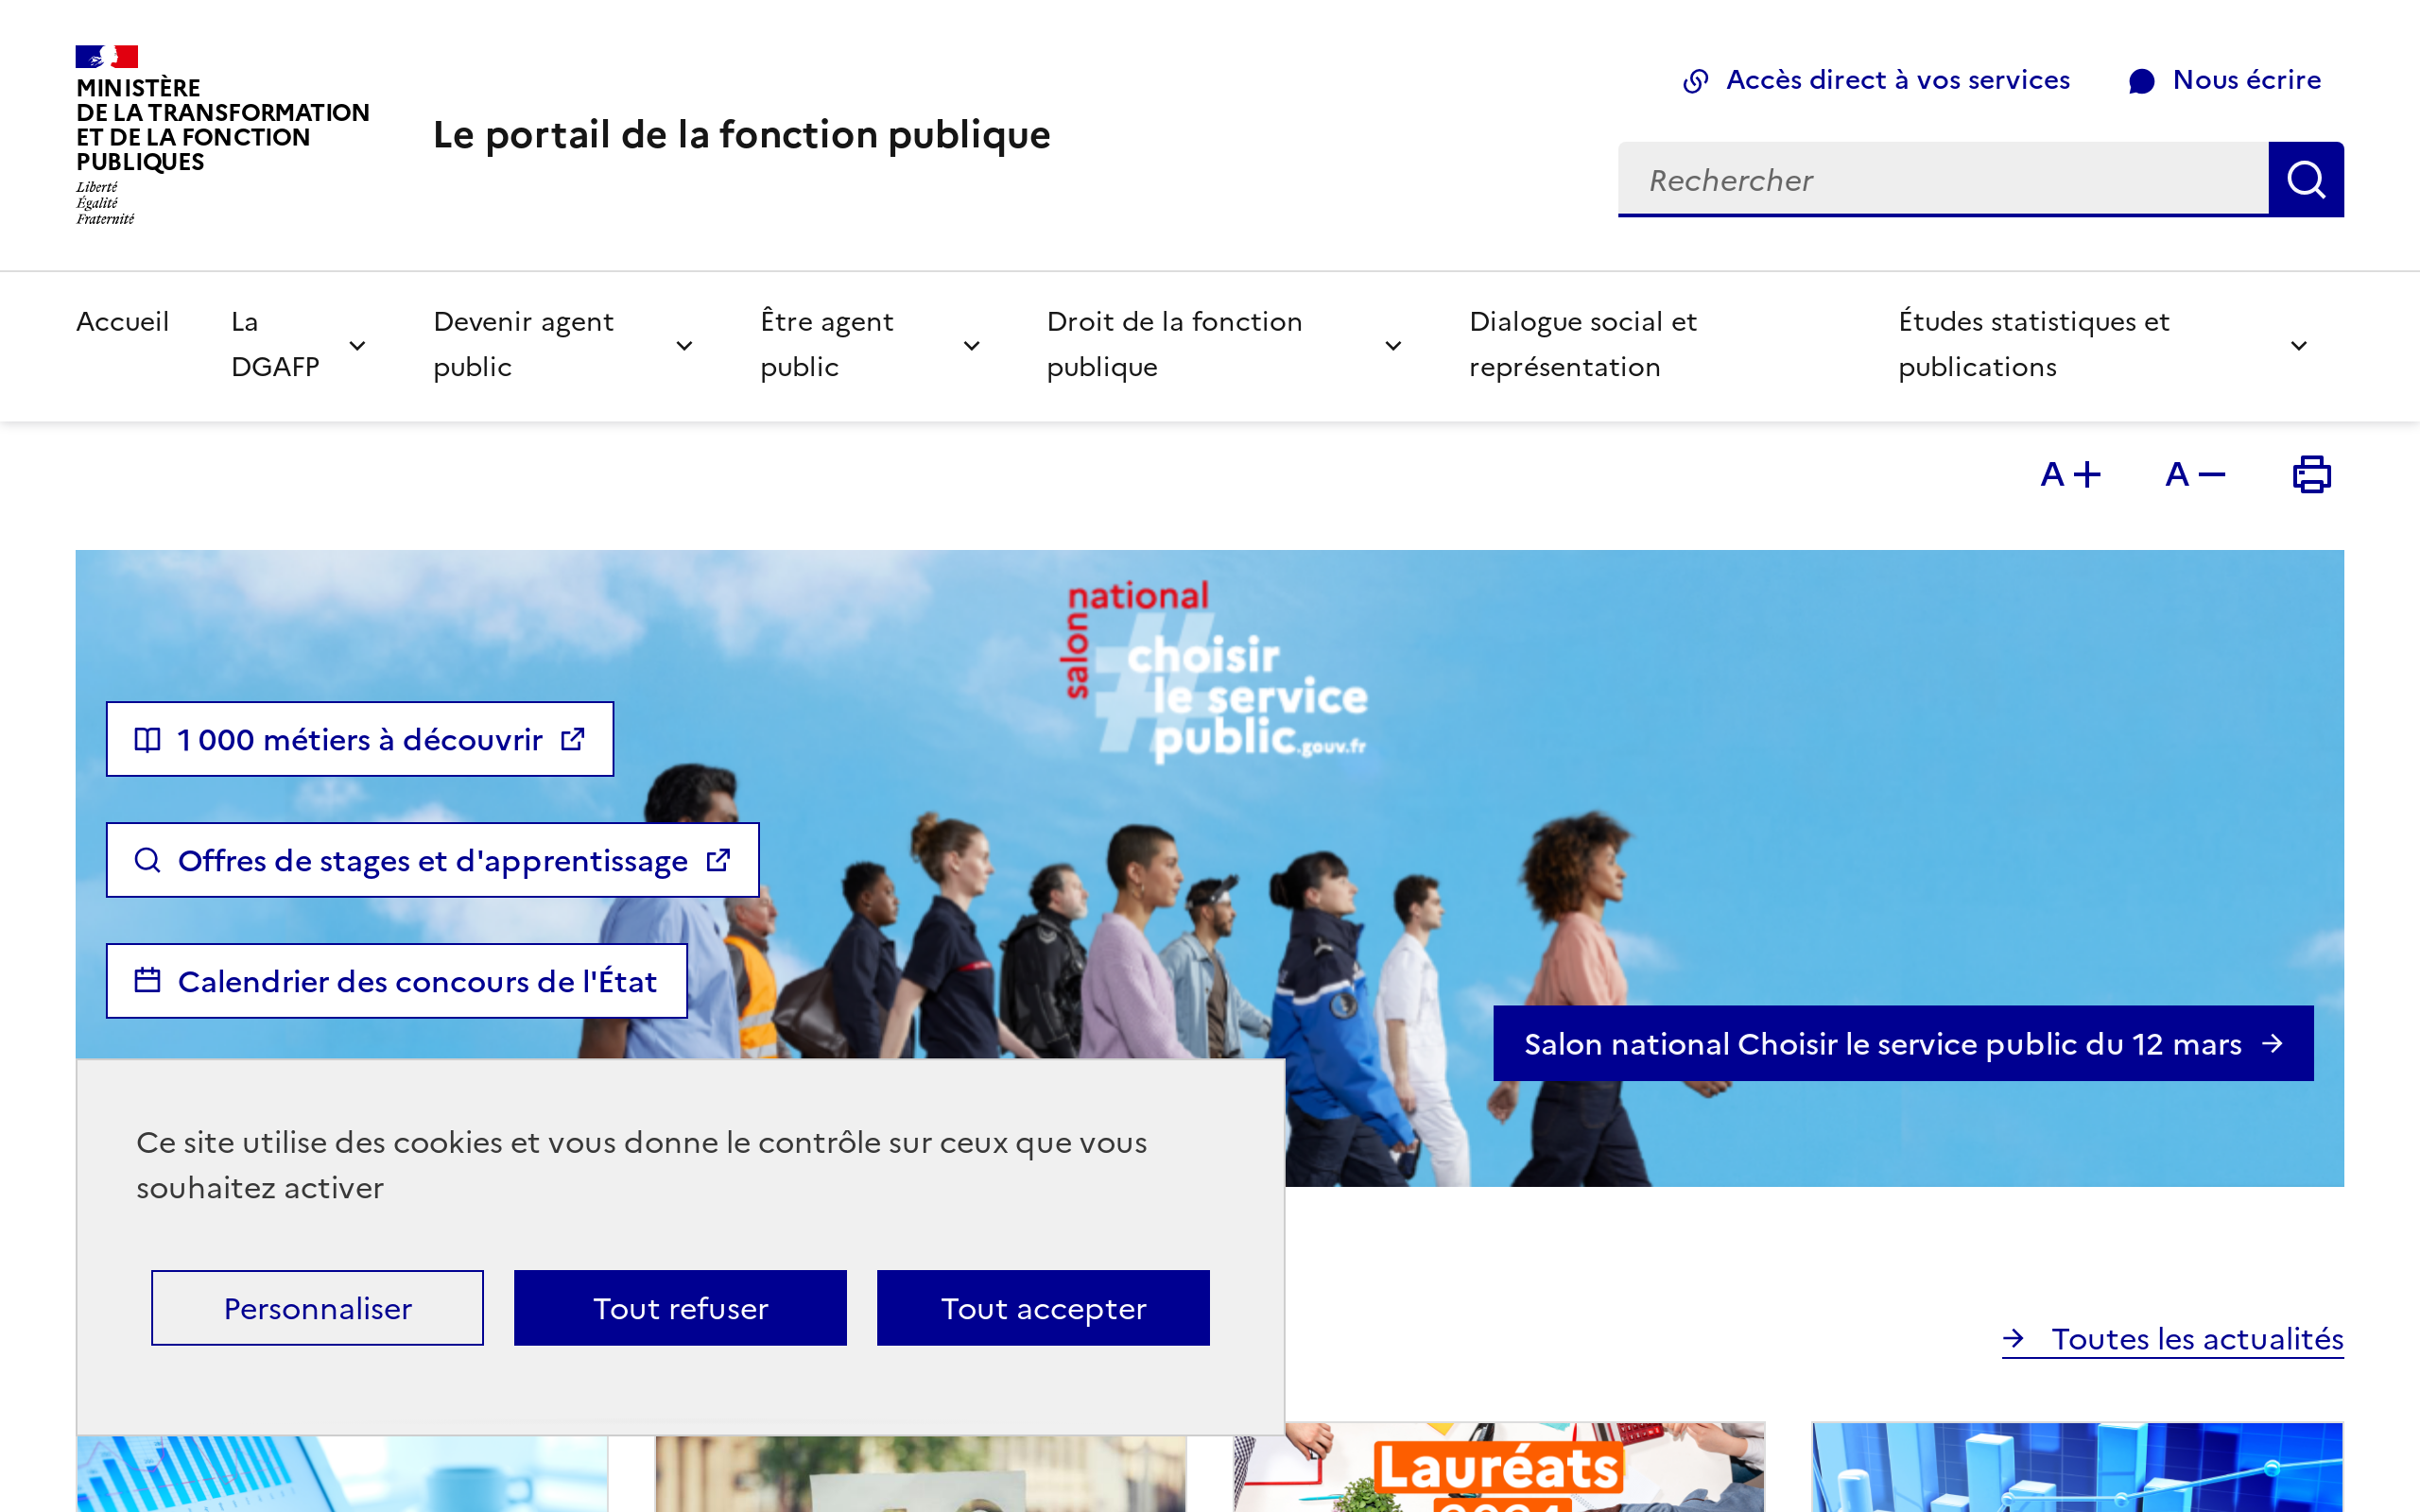 MINISTÈRE
DE LA TRANSFORMATION
ET DE LA FONCTION
PUBLIQUES
Liberté
Égalité
Fraternité
Le portail de la fonction publique
Accès direct à vos services
Nous écrire
Rechercher
Accueil
La
DGAFP
Devenir agent
public
Être agent
public
Droit de la fonction
publique
Dialogue social et
représentation
Études statistiques et
publications
A +
A −
salon
national
#
choisir
le service
public.gouv.fr
1 000 métiers à découvrir
Offres de stages et d'apprentissage
Calendrier des concours de l'État
Salon national Choisir le service public du 12 mars
Ce site utilise des cookies et vous donne le contrôle sur ceux que vous
souhaitez activer
Personnaliser
Tout refuser
Tout accepter
Toutes les actualités
Lauréats